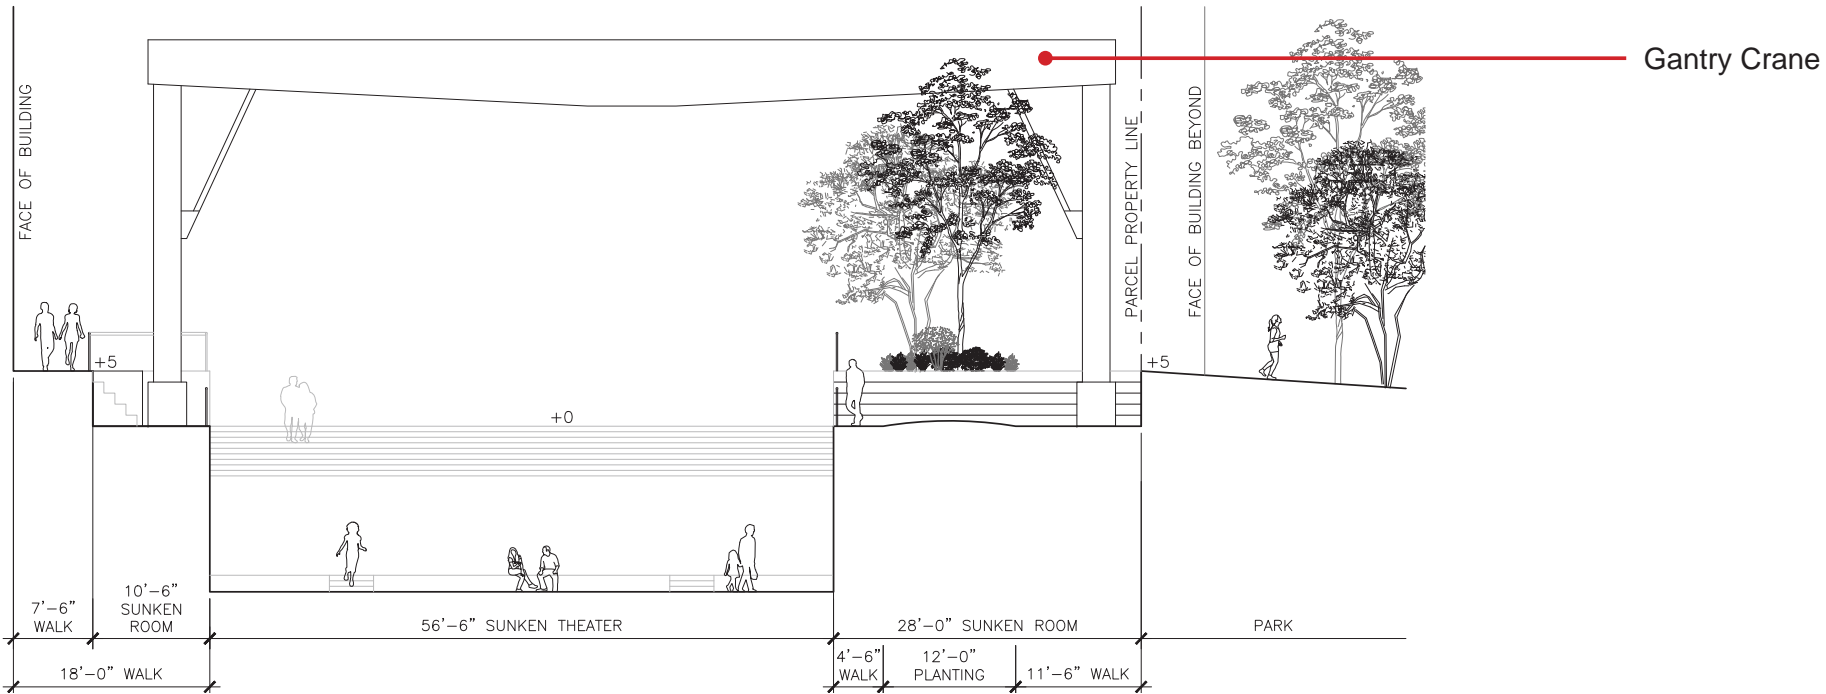 Gantry Crane
FACE OF BUILDING
PARCEL PROPERTY LINE
FACE OF BUILDING BEYOND
+5
+5
+0
7'-6"
WALK
10'-6"
SUNKEN
ROOM
56'-6" SUNKEN THEATER
28'-0" SUNKEN ROOM
PARK
18'-0" WALK
4'-6"
WALK
12'-0"
PLANTING
11'-6" WALK